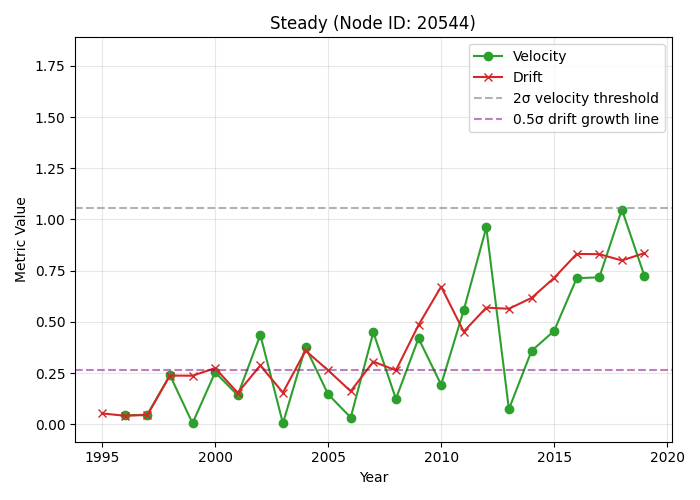 Steady (Node ID: 20544)
Velocity
Drift
2σ velocity threshold
0.5σ drift growth line
Metric Value
1.75
1.50
1.25
1.00
0.75
0.50
0.25
0.00
1995
2000
2005
2010
2015
2020
Year